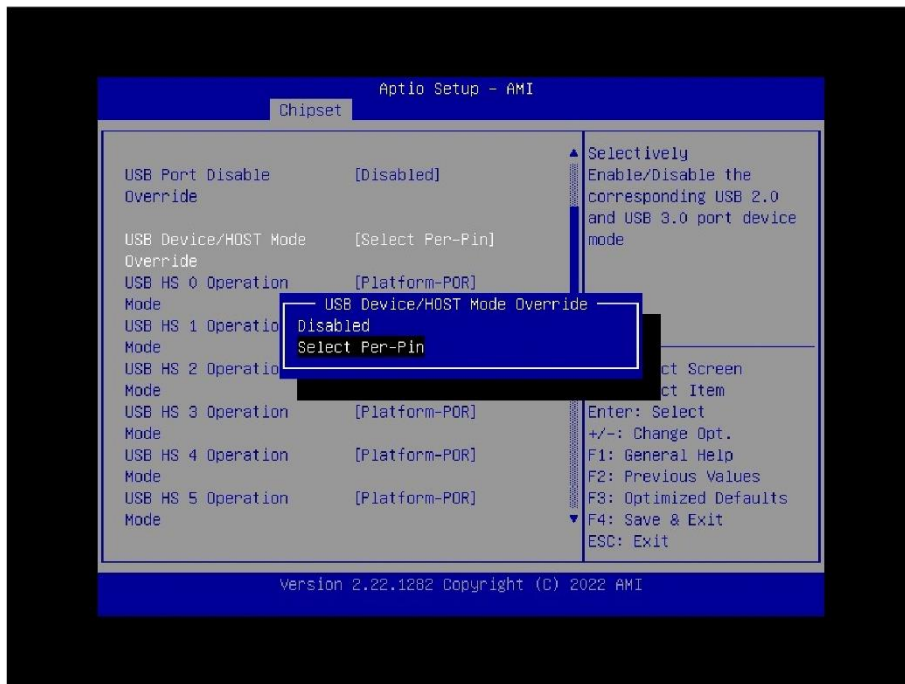 Aptio Setup - AMI
Chipset
USB Port Disable [Disabled]
Override
USB Device/HOST Mode [Select Per-Pin]
Override
USB HS 0 Operation [Platform-POR]
Mode
USB HS 1 Operatio
Mode
USB HS 2 Operatio
Mode
USB HS 3 Operation [Platform-POR]
Mode
USB HS 4 Operation [Platform-POR]
Mode
USB HS 5 Operation [Platform-POR]
Mode
USB Device/HOST Mode Override
Disabled
Select Per-Pin
Selectively
Enable/Disable the
corresponding USB 2.0
and USB 3.0 port device
mode
ct Screen
ct Item
Enter: Select
+/-: Change Opt.
F1: General Help
F2: Previous Values
F3: Optimized Defaults
F4: Save & Exit
ESC: Exit
Version 2.22.1282 Copyright (C) 2022 AMI